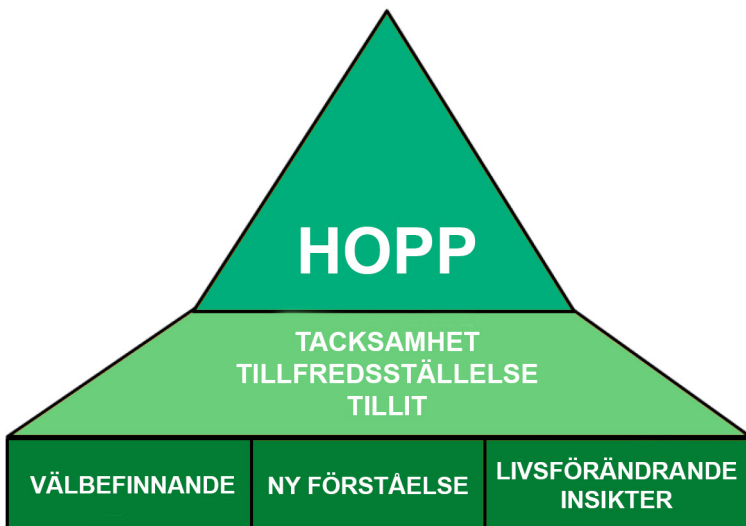 HOPP
TACKSAMHET
TILLFREDSSTÄLLELSE
TILLIT
VÄLBEFINNANDE
NY FÖRSTÅELSE
LIVSFÖRÄNDRANDE
INSIKTER